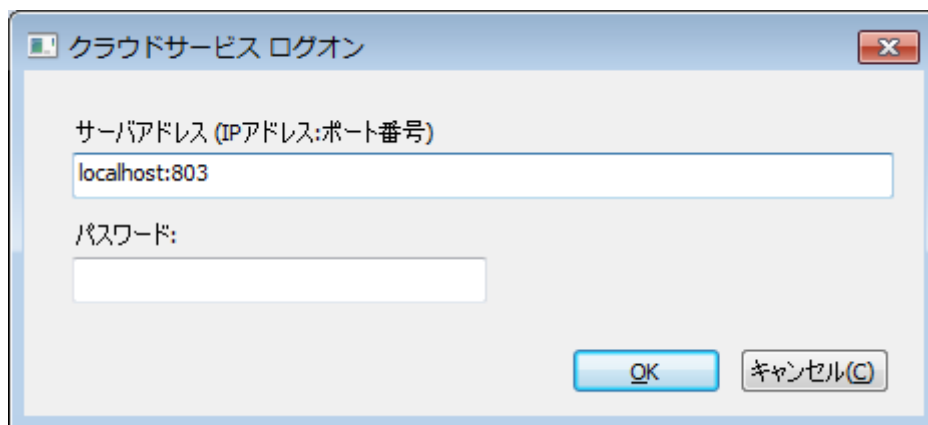 クラウドサービス ログオン
サーバアドレス (IPアドレス:ポート番号)
localhost:803
パスワード:
OK
キャンセル(C)